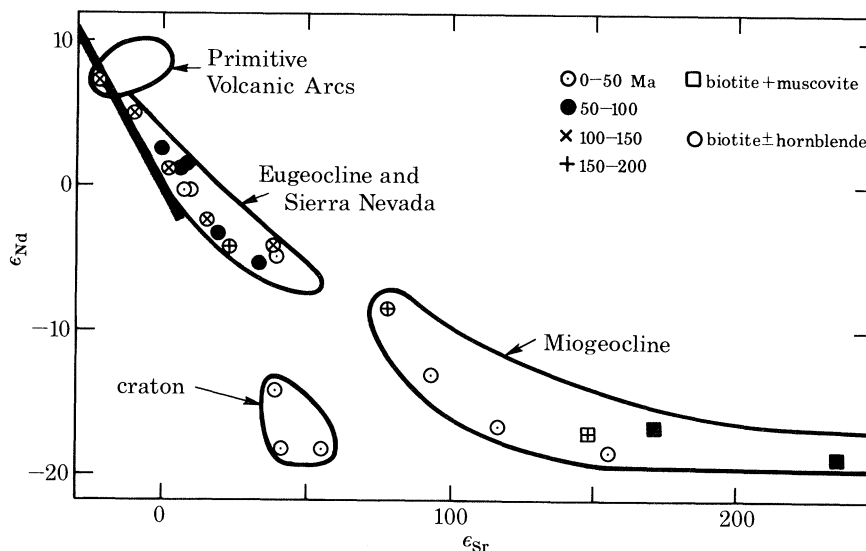 10
0
−10
−20
εNd
0
100
200
εSr
Primitive
Volcanic Arcs
Eugeocline and
Sierra Nevada
Miogeocline
craton
0−50 Ma
50−100
100−150
150−200
biotite+muscovite
biotite±hornblende